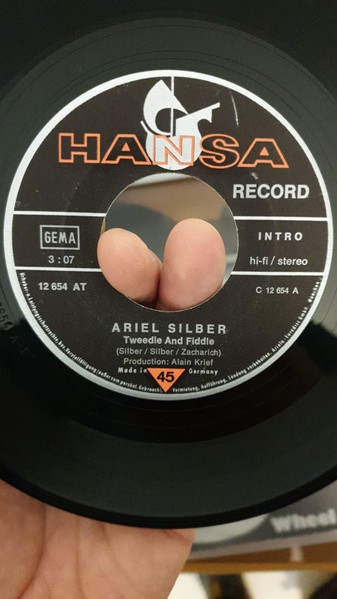 HANSA
RECORD
GEMA
INTRO
3 : 07
hi-fi / stereo
12 654 AT
C 12 654 A
ARIEL SILBER
Tweedle And Fiddle
(Silber / Silber / Zacharich)
Production: Alain Krief
Made in Germany
45
Wheel